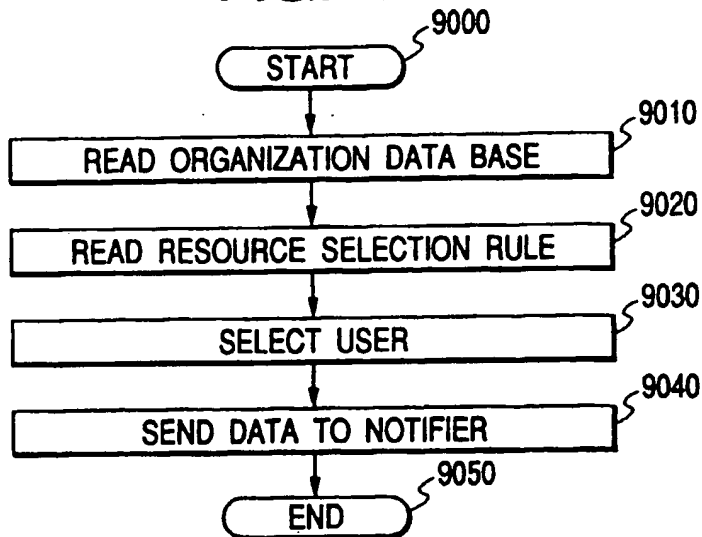 9000
START
9010
READ ORGANIZATION DATA BASE
9020
READ RESOURCE SELECTION RULE
9030
SELECT USER
9040
SEND DATA TO NOTIFIER
9050
END